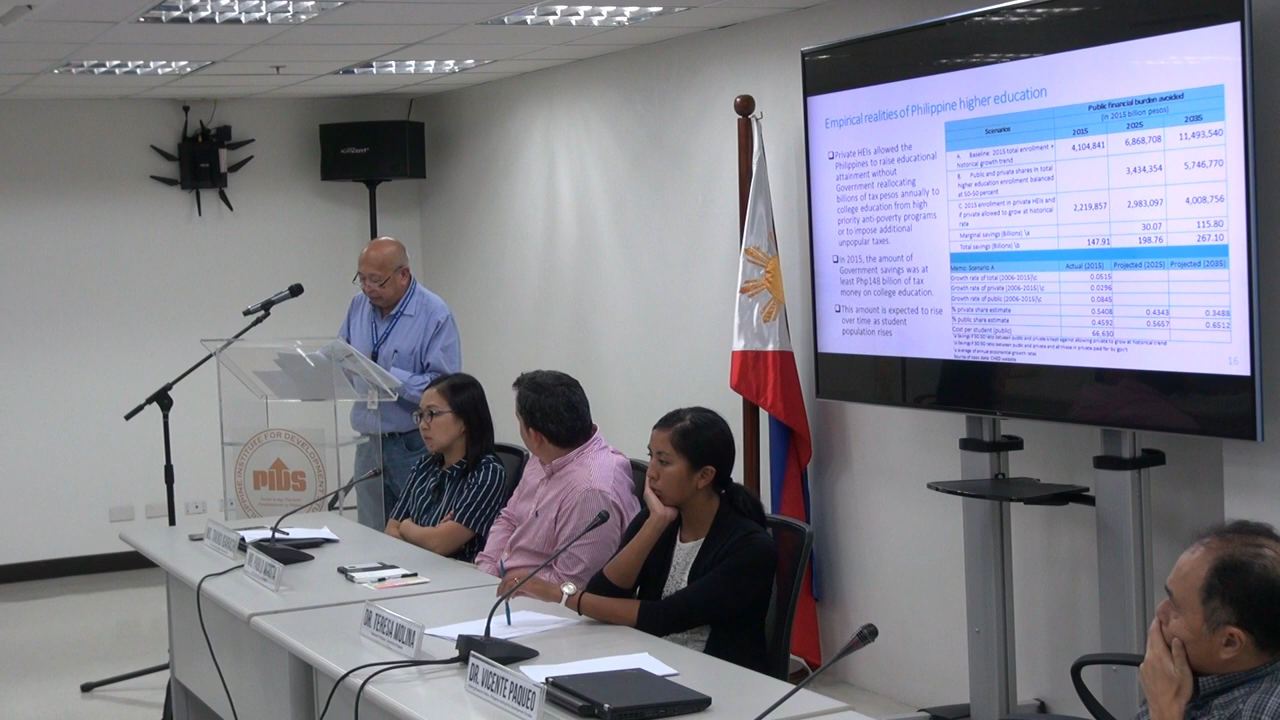 Empirical realities of Philippine higher education
Private HEIs allowed the
Philippines to raise educational
attainment without
Government reallocating
billions of tax pesos annually to
college education from high
priority anti-poverty programs
or to impose additional
unpopular taxes.
In 2015, the amount of
Government savings was at
least Php148 billion of tax
money on college education.
This amount is expected to rise
over time as student
population rises
Scenarios
Public financial burden avoided
(in 2015 billion pesos)
2015 2025 2035
A. Baseline: 2015 total enrollment +
historical growth trend
4,104,841 6,868,708 11,493,540
B. Public and private shares in total
higher education enrollment balanced
at 50-50 percent
3,434,354 5,746,770
C. 2015 enrollment in private HEIs and
if private allowed to grow at historical
rate
2,219,857 2,983,097 4,008,756
Marginal savings (Billions) \a 30.07 115.80
Total savings (Billions) \b 147.91 198.76 267.10
Memo: Scenario A Actual (2015) Projected (2025) Projected (2035)
Growth rate of total (2006-2015)\c 0.0515
Growth rate of private (2006-2015)\c 0.0296
Growth rate of public (2006-2015)\c 0.0845
% private share estimate 0.5408 0.4343 0.3488
% public share estimate 0.4592 0.5657 0.6512
Cost per student (public) 66,630
16
PHILIPPINE INSTITUTE FOR DEVELOPMENT
PIDS
DR. TERESA MOLINA
DR. VICENTE PAQUEO